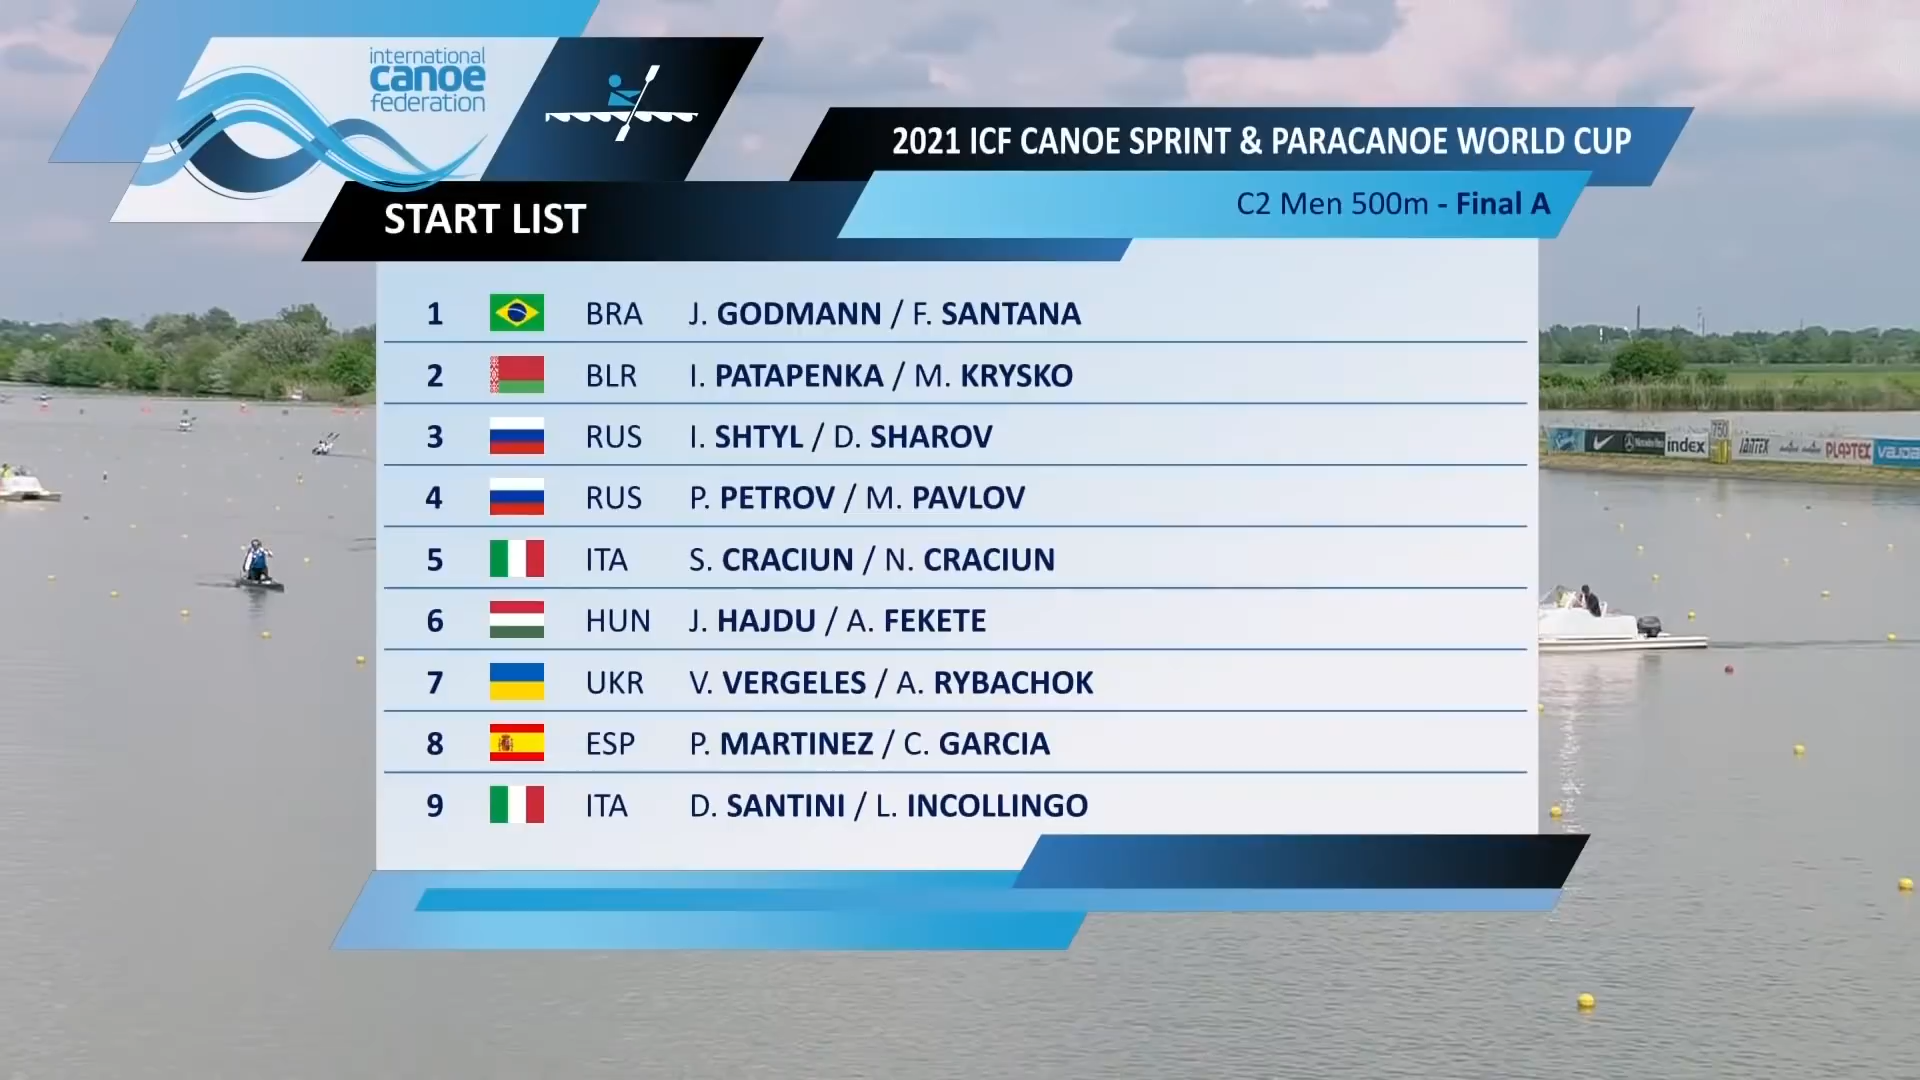 international
canoe
federation
2021 ICF CANOE SPRINT & PARACANOE WORLD CUP
C2 Men 500m - Final A
START LIST
1 BRA J. GODMANN / F. SANTANA
2 BLR I. PATAPENKA / M. KRYSKO
3 RUS I. SHTYL / D. SHAROV
4 RUS P. PETROV / M. PAVLOV
5 ITA S. CRACIUN / N. CRACIUN
6 HUN J. HAJDU / A. FEKETE
7 UKR V. VERGELES / A. RYBACHOK
8 ESP P. MARTINEZ / C. GARCIA
9 ITA D. SANTINI / L. INCOLLINGO
index 750 PLASTEX